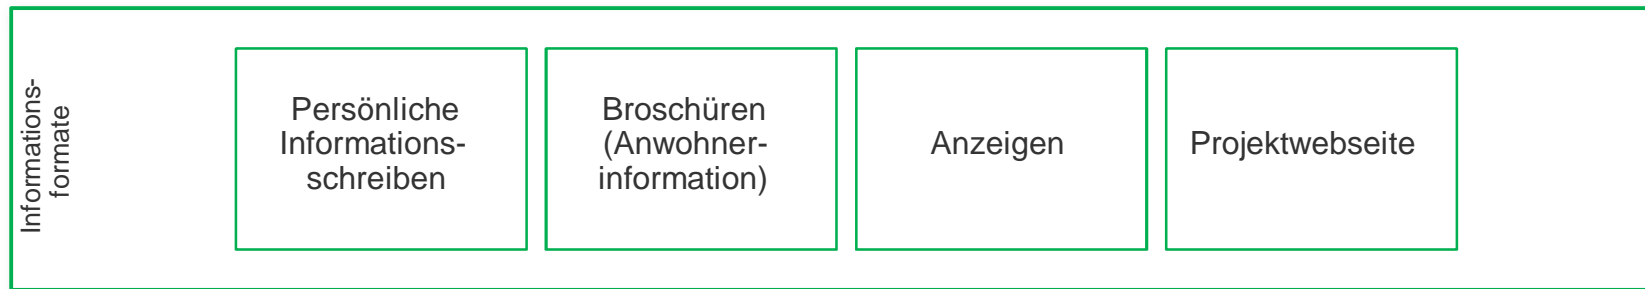 Informations-
formate
Persönliche
Informations-
schreiben
Broschüren
(Anwohner-
information)
Anzeigen
Projektwebseite